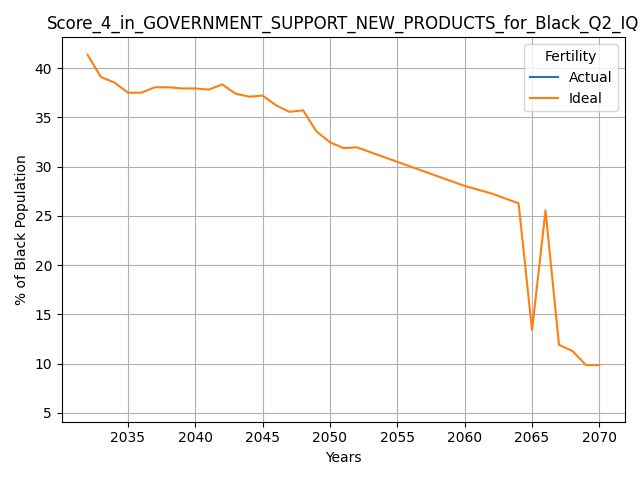 Score_4_in_GOVERNMENT_SUPPORT_NEW_PRODUCTS_for_Black_Q2_IQ
% of Black Population
40
35
30
25
20
15
10
5
Fertility
Actual
Ideal
2035 2040 2045 2050 2055 2060 2065 2070
Years